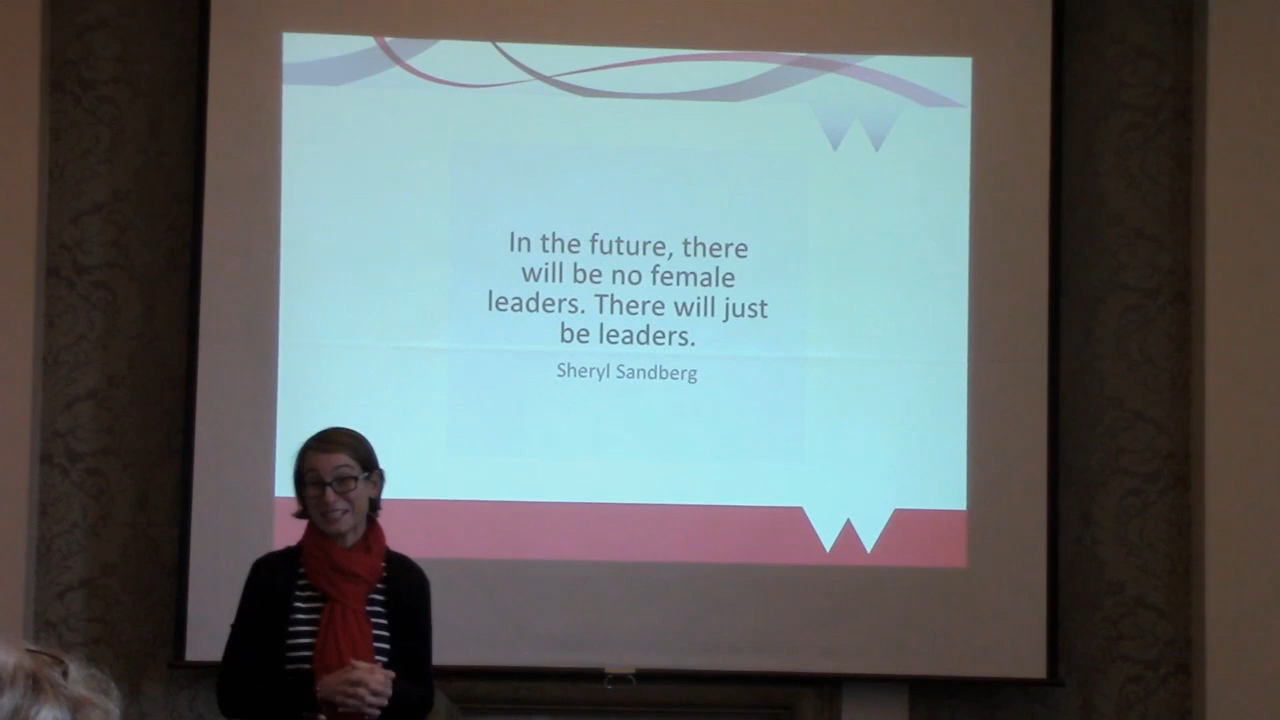 In the future, there
will be no female
leaders. There will just
be leaders.
Sheryl Sandberg